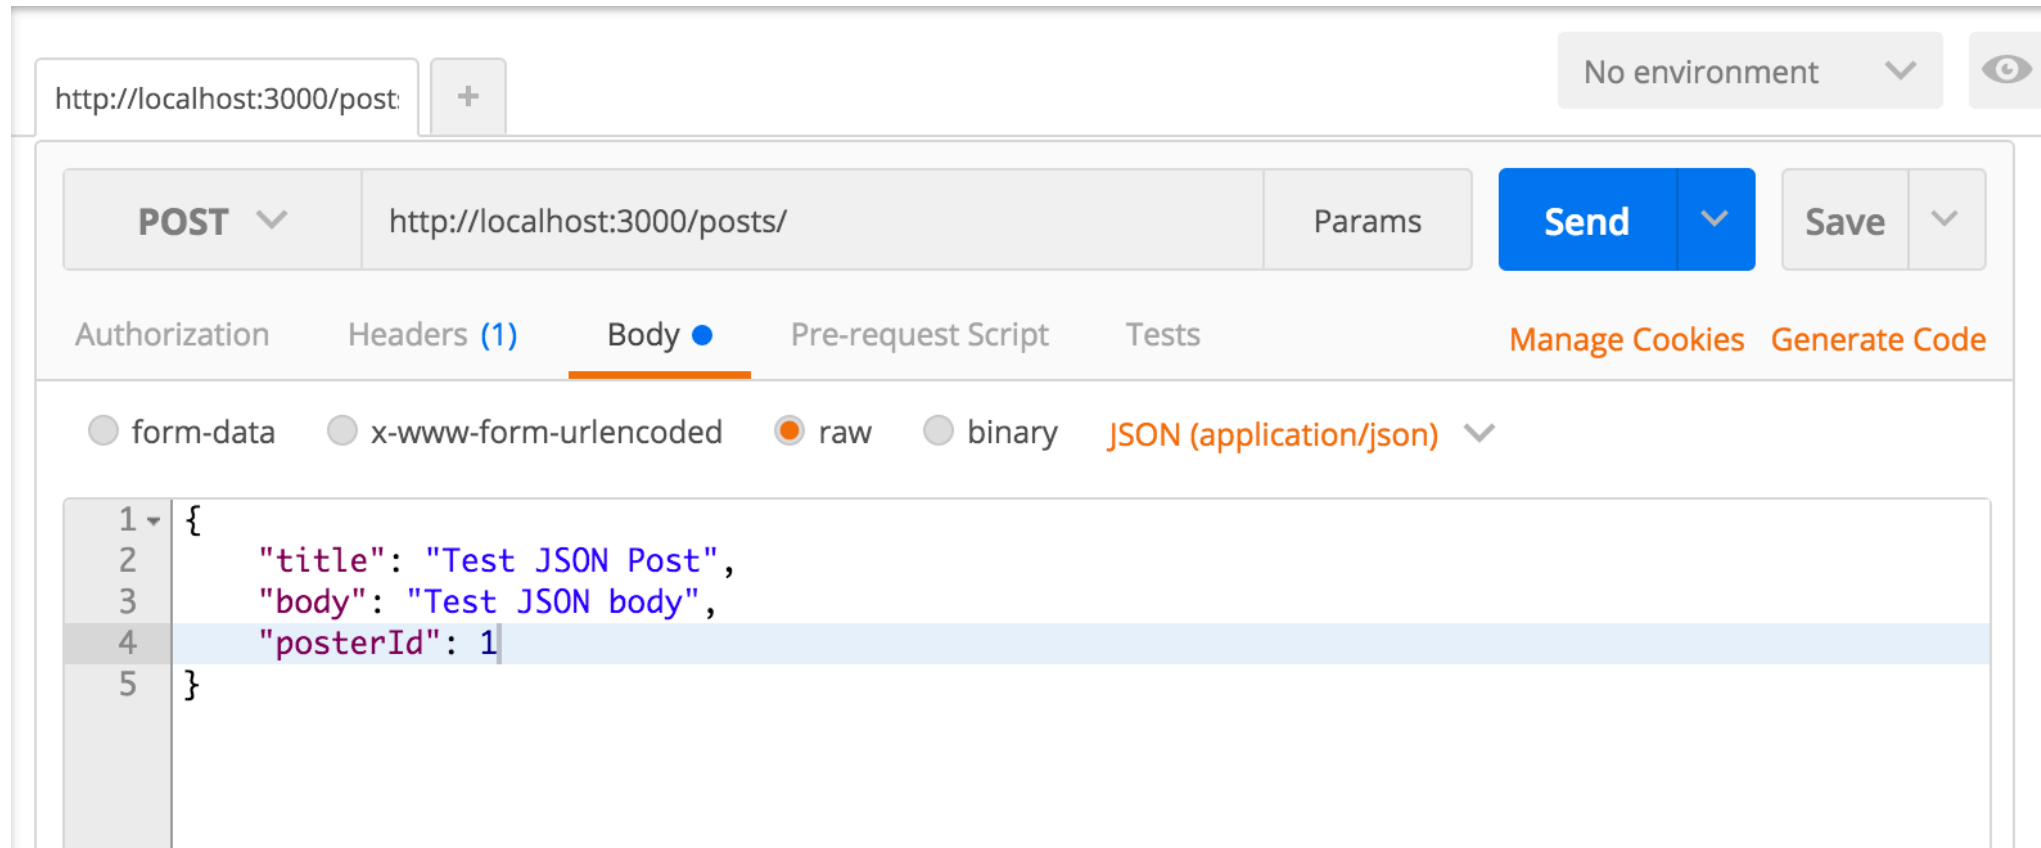 No environment
http://localhost:3000/post
+
POST http://localhost:3000/posts/ Params Send Save
Authorization Headers (1) Body Pre-request Script Tests Manage Cookies Generate Code
form-data x-www-form-urlencoded raw binary JSON (application/json)
1 {
2 "title": "Test JSON Post",
3 "body": "Test JSON body",
4 "posterId": 1
5 }